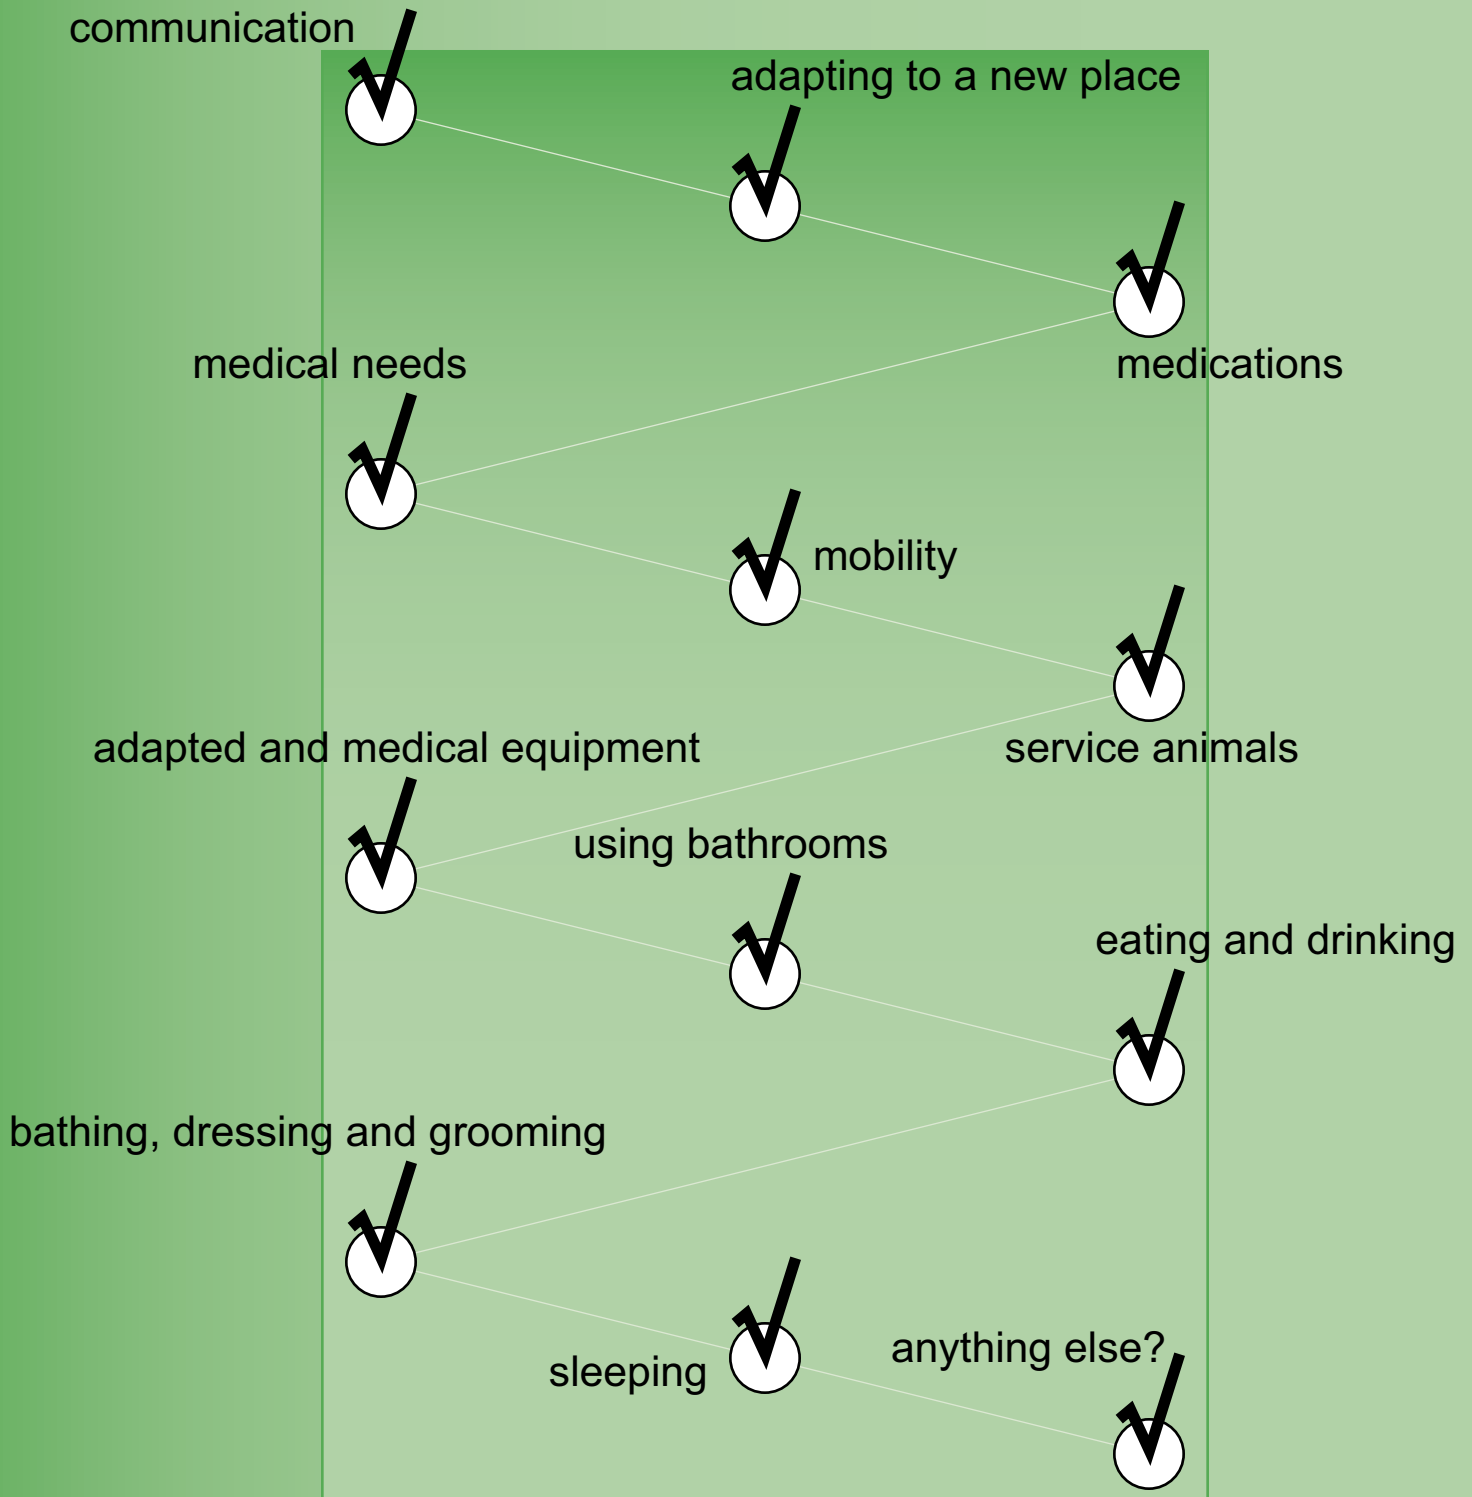 communication
adapting to a new place
medications
medical needs
mobility
service animals
adapted and medical equipment
using bathrooms
eating and drinking
bathing, dressing and grooming
sleeping
anything else?